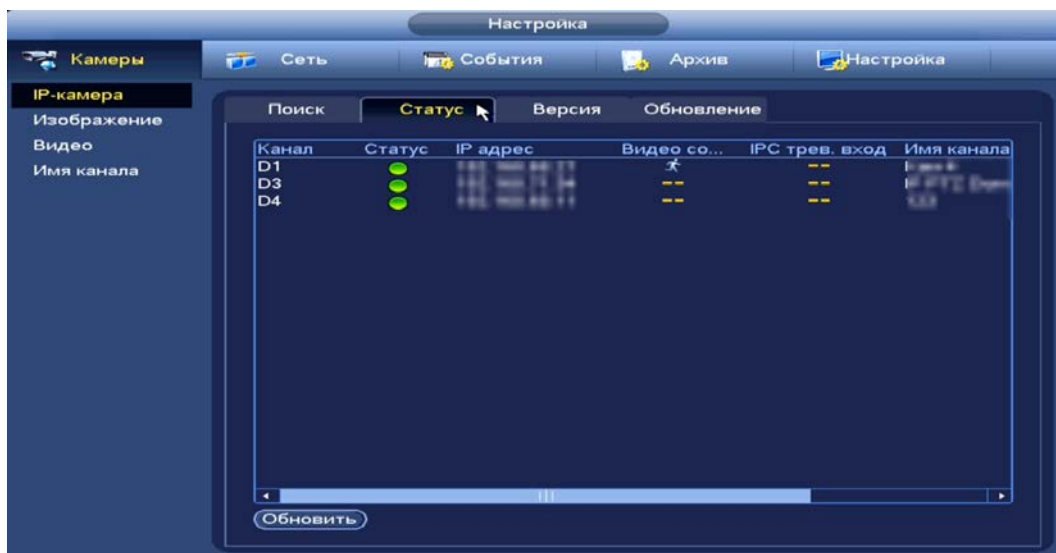 Настройка
Камеры Сеть События Архив Настройка
IP-камера
Изображение
Видео
Имя канала
Поиск Статус Версия Обновление
Канал Статус IP адрес Видео со... IPC трев. вход Имя канала
D1 -- --
D3 -- --
D4 -- --
Обновить